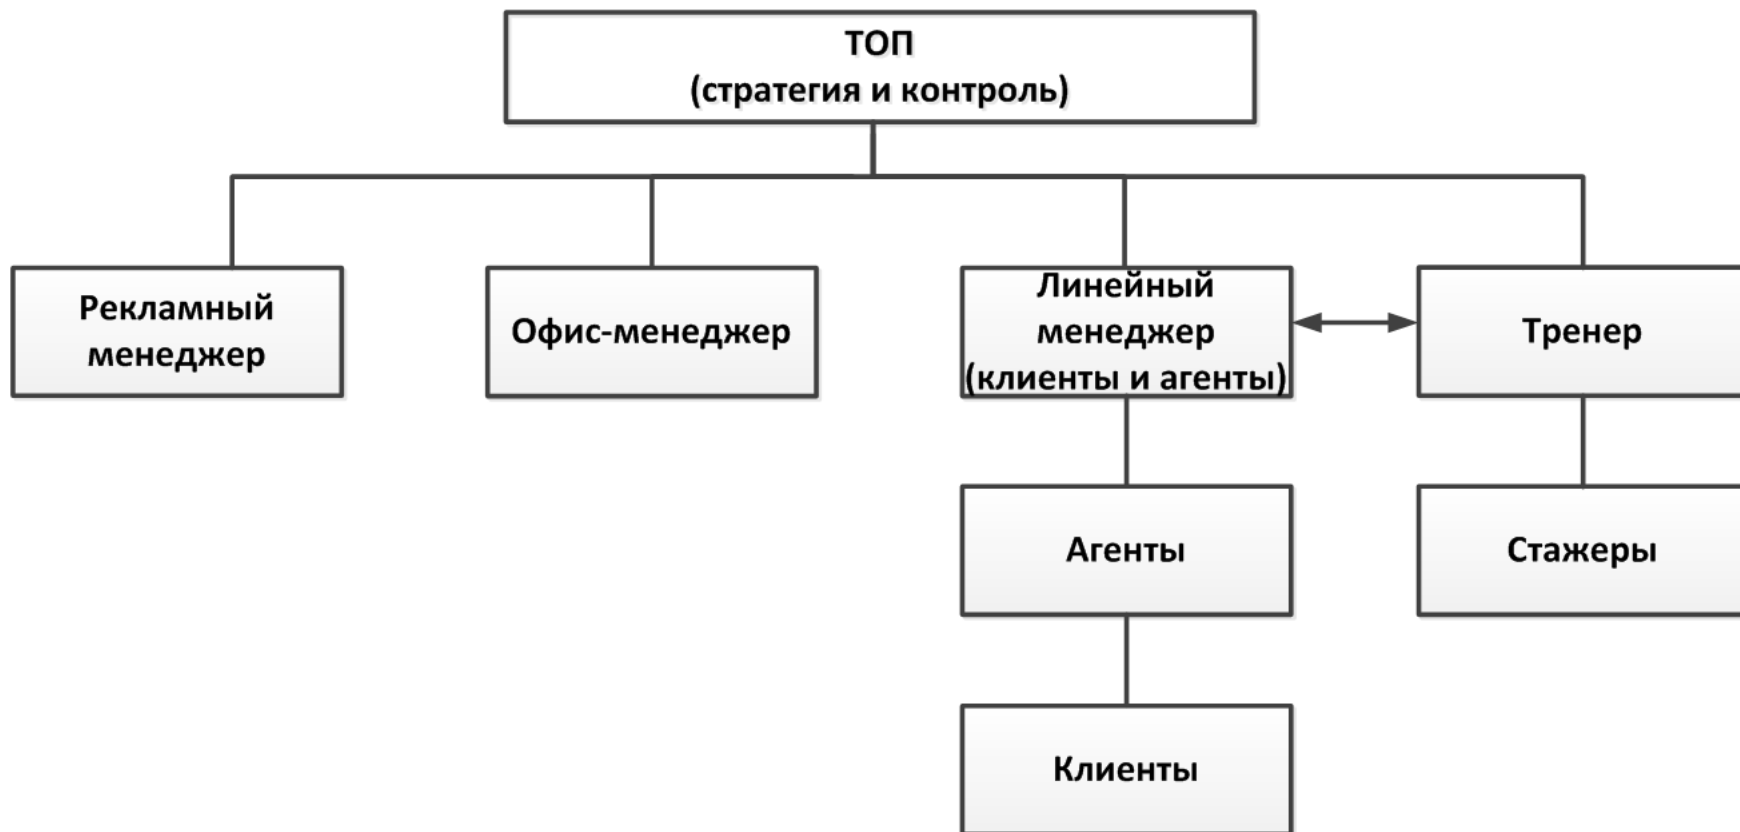 ТОП
(стратегия и контроль)
Рекламный
менеджер
Офис-менеджер
Линейный
менеджер
(клиенты и агенты)
Тренер
Агенты
Стажеры
Клиенты